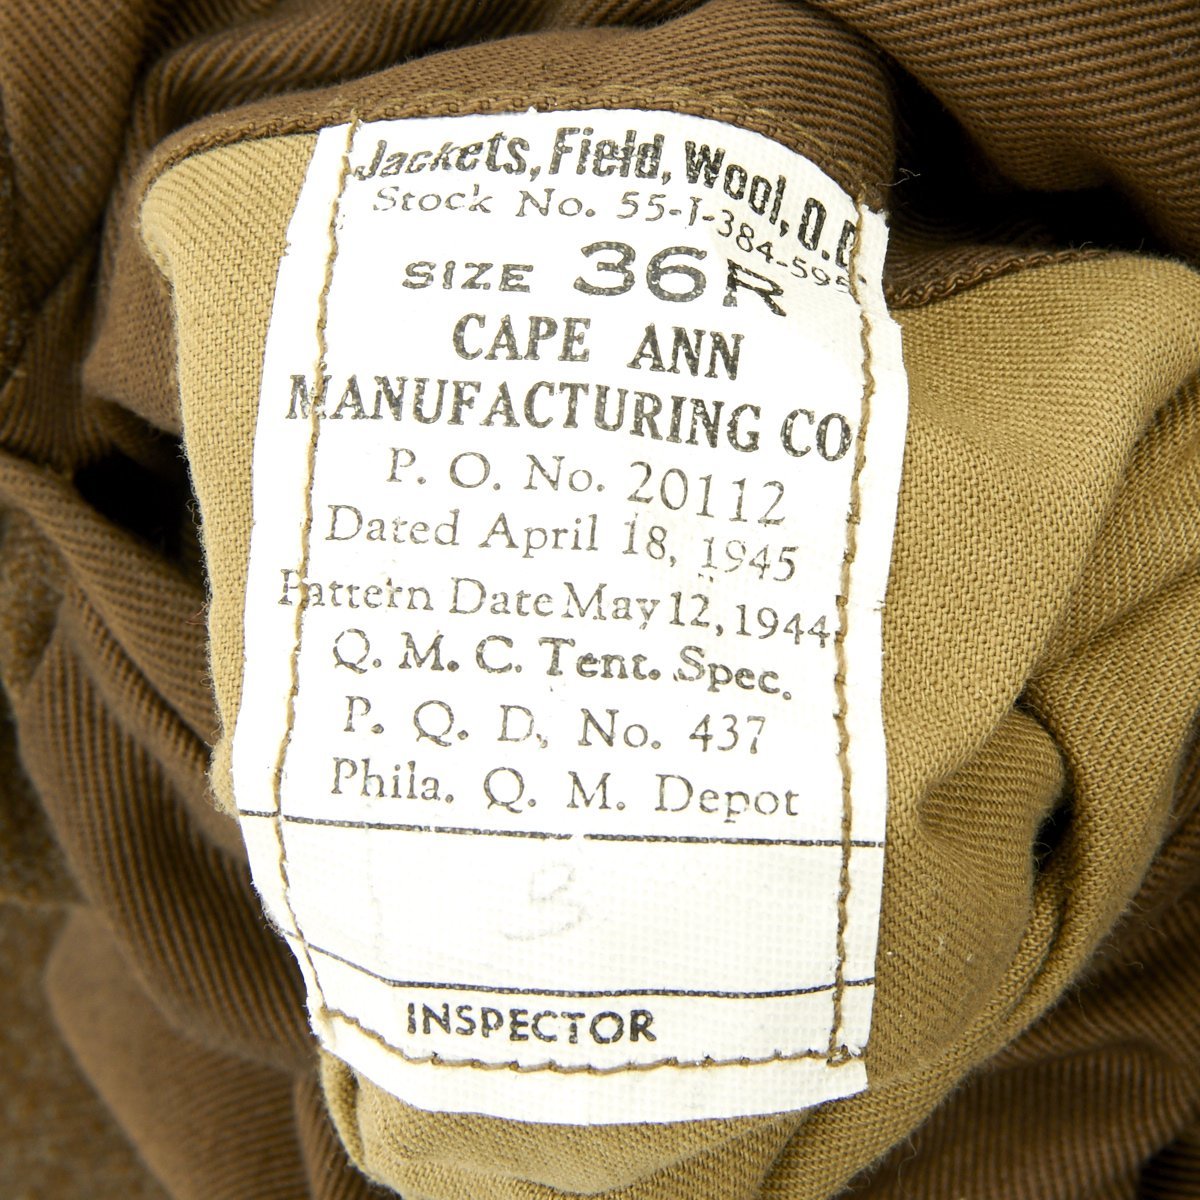 Jackets, Field, Wool, O.D.
Stock No. 55-J-384-595
SIZE 36R
CAPE ANN
MANUFACTURING CO
P. O. No. 20112
Dated April 18, 1945
Pattern Date May 12, 1944
Q. M. C. Tent. Spec.
P. Q. D. No. 437
Phila. Q. M. Depot
INSPECTOR